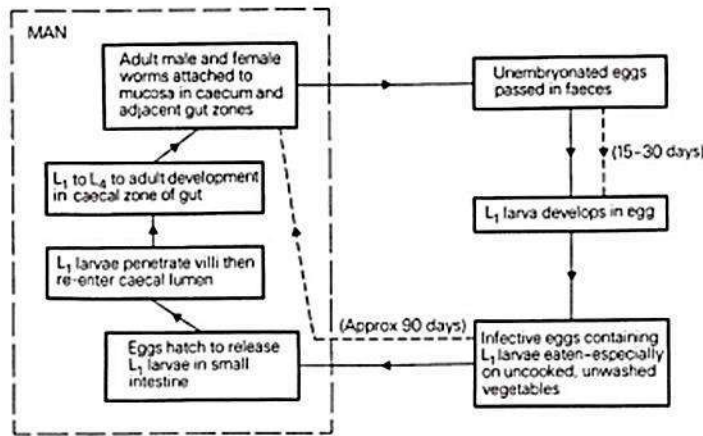 MAN
Adult male and female
worms attached to
mucosa in caecum and
adjacent gut zones
Unembryonated eggs
passed in faeces
(15-30 days)
L₁ to L₄ to adult development
in caecal zone of gut
L₁ larva develops in egg
L₁ larvae penetrate villi then
re-enter caecal lumen
(Approx 90 days)
Eggs hatch to release
L₁ larvae in small
intestine
Infective eggs containing
L₁ larvae eaten-especially
on uncooked, unwashed
vegetables